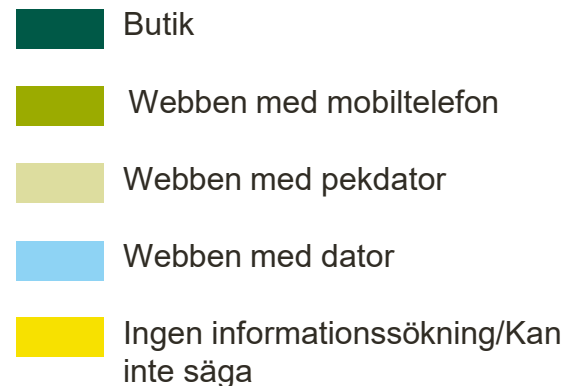 Butik
Webben med mobiltelefon
Webben med pekdator
Webben med dator
Ingen informationssökning/Kan
inte säga